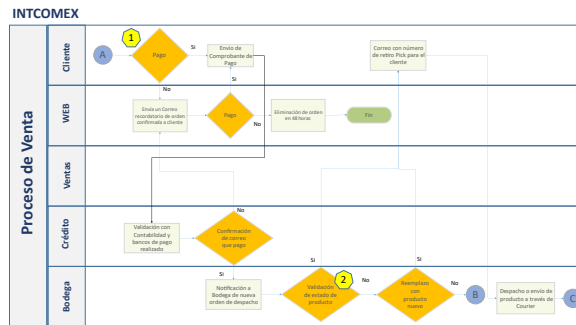 INTCOMEX
Proceso de Venta
Cliente
A
1
Pago
Si
Envio de
Comprobante de
Pago
Correo con número
de retiro Pick para el
cliente
No
Si
WEB
Envía un Correo
recordatorio de orden
confirmada a cliente
Pago
No
Eliminación de orden
en 48 horas
Fin
Ventas
No
Crédito
Validación con
Contabilidad y
bancos de pago
realizado
Confirmación
de correo
que pago
Si
Si
Si
Bodega
Notificación a
Bodega de nueva
orden de despacho
Validación
de estado de
producto
2
No
Reemplazo
con
producto
nuevo
No
B
Despacho o envío de
producto a través de
Courier
C